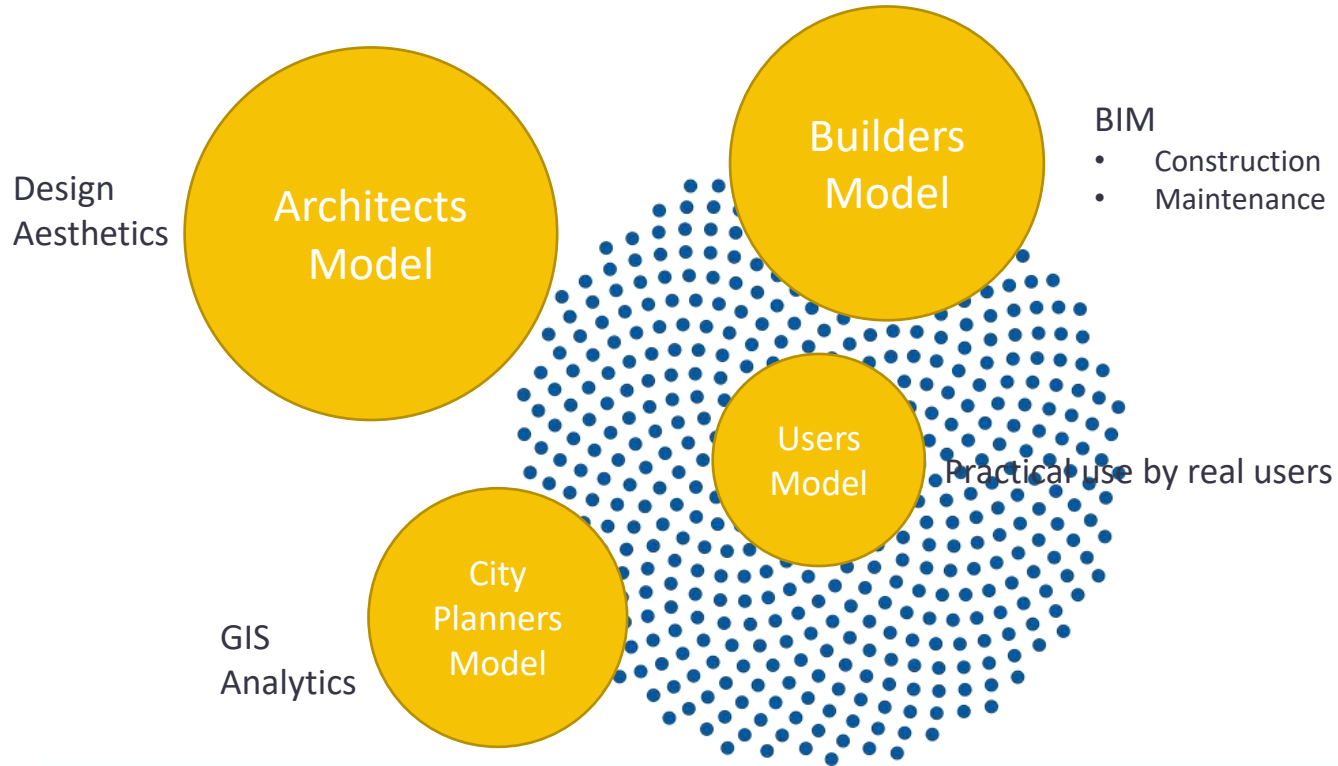 Design
Aesthetics
Architects
Model
Builders
Model
BIM
• Construction
• Maintenance
Users
Model
Practical use by real users
City
Planners
Model
GIS
Analytics